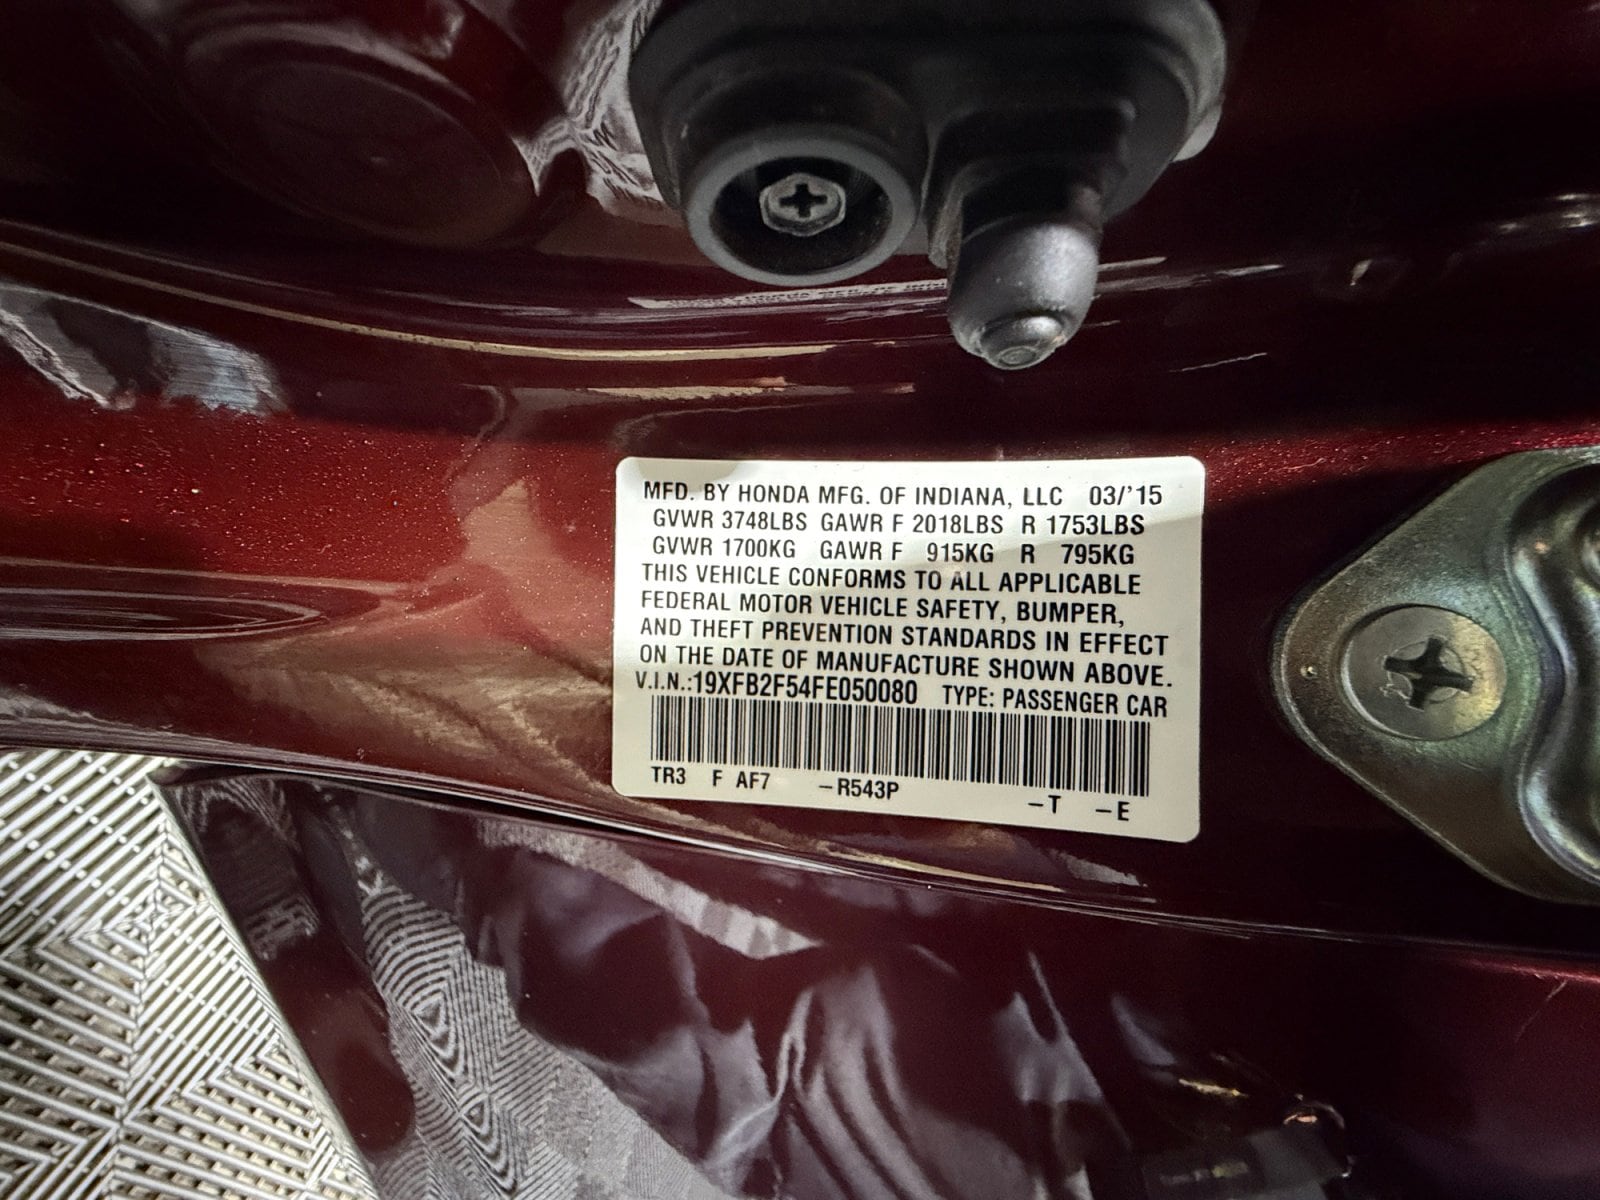 MFD. BY HONDA MFG. OF INDIANA, LLC 03/'15
GVWR 3748LBS GAWR F 2018LBS R 1753LBS
GVWR 1700KG GAWR F 915KG R 795KG
THIS VEHICLE CONFORMS TO ALL APPLICABLE
FEDERAL MOTOR VEHICLE SAFETY, BUMPER,
AND THEFT PREVENTION STANDARDS IN EFFECT
ON THE DATE OF MANUFACTURE SHOWN ABOVE.
V.I.N.:19XFB2F54FE050080 TYPE: PASSENGER CAR
TR3 F AF7 -R543P -T -E